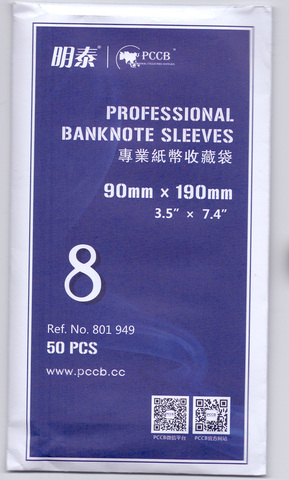 明泰® PCCB
PROFESSIONAL
BANKNOTE SLEEVES
專業紙幣收藏袋
90mm × 190mm
3.5” × 7.4”
8
Ref. No. 801 949
50 PCS
www.pccb.cc
PCCB微信平台 PCCB官方网站